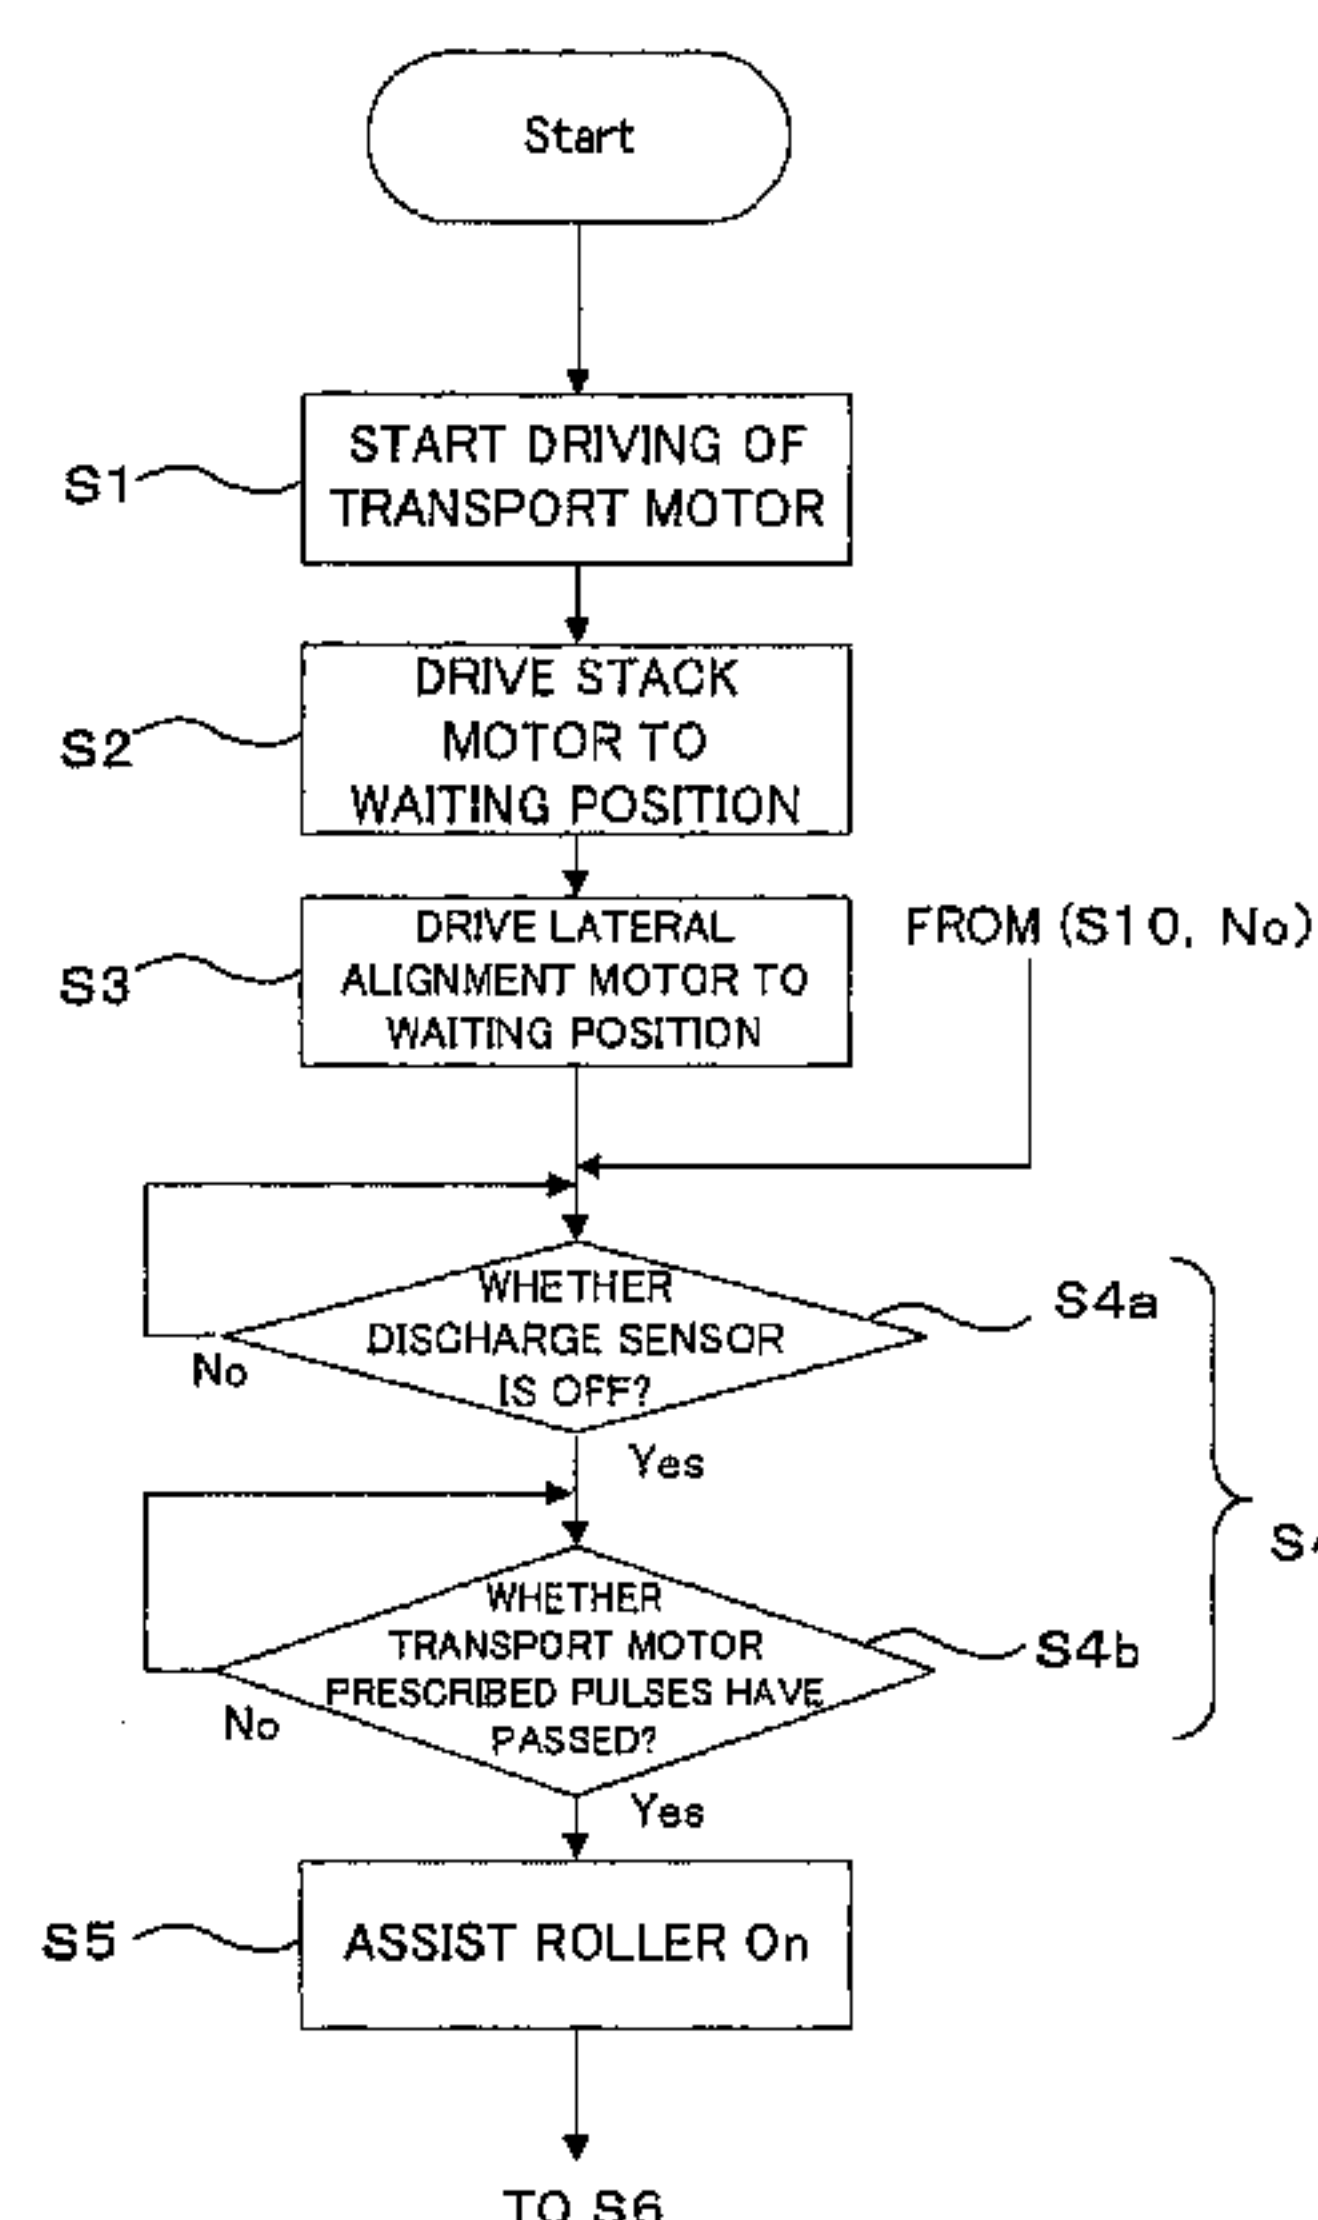 Start
START DRIVING OF
TRANSPORT MOTOR
S1
DRIVE STACK
MOTOR TO
WAITING POSITION
S2
DRIVE LATERAL
ALIGNMENT MOTOR TO
WAITING POSITION
S3
FROM (S10, No)
WHETHER
DISCHARGE SENSOR
IS OFF?
S4a
No
Yes
WHETHER
TRANSPORT MOTOR
PRESCRIBED PULSES HAVE
PASSED?
S4b
No
Yes
ASSIST ROLLER On
S5
TO S6